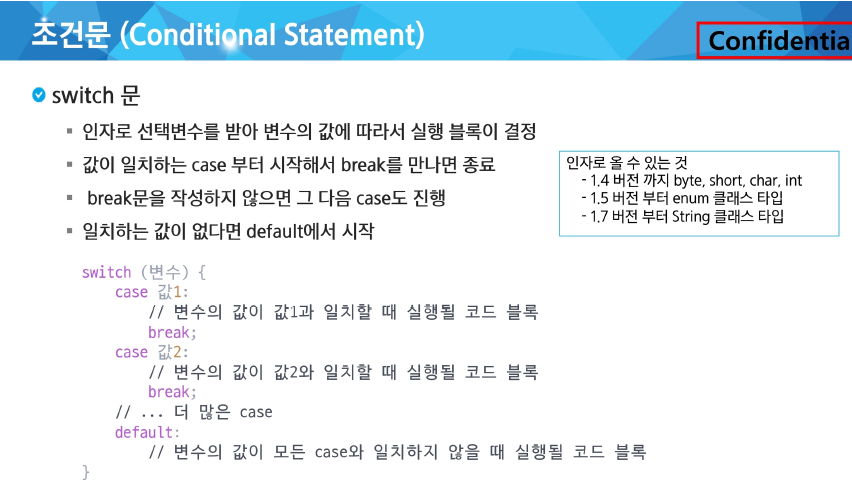 조건문 (Conditional Statement)
Confidentia
switch 문
인자로 선택변수를 받아 변수의 값에 따라서 실행 블록이 결정
값이 일치하는 case 부터 시작해서 break를 만나면 종료
break문을 작성하지 않으면 그 다음 case도 진행
일치하는 값이 없다면 default에서 시작
인자로 올 수 있는 것
- 1.4 버전 까지 byte, short, char, int
- 1.5 버전 부터 enum 클래스 타입
- 1.7 버전 부터 String 클래스 타입
switch (변수) {
case 값1:
// 변수의 값이 값1과 일치할 때 실행될 코드 블록
break;
case 값2:
// 변수의 값이 값2와 일치할 때 실행될 코드 블록
break;
// ... 더 많은 case
default:
// 변수의 값이 모든 case와 일치하지 않을 때 실행될 코드 블록
}